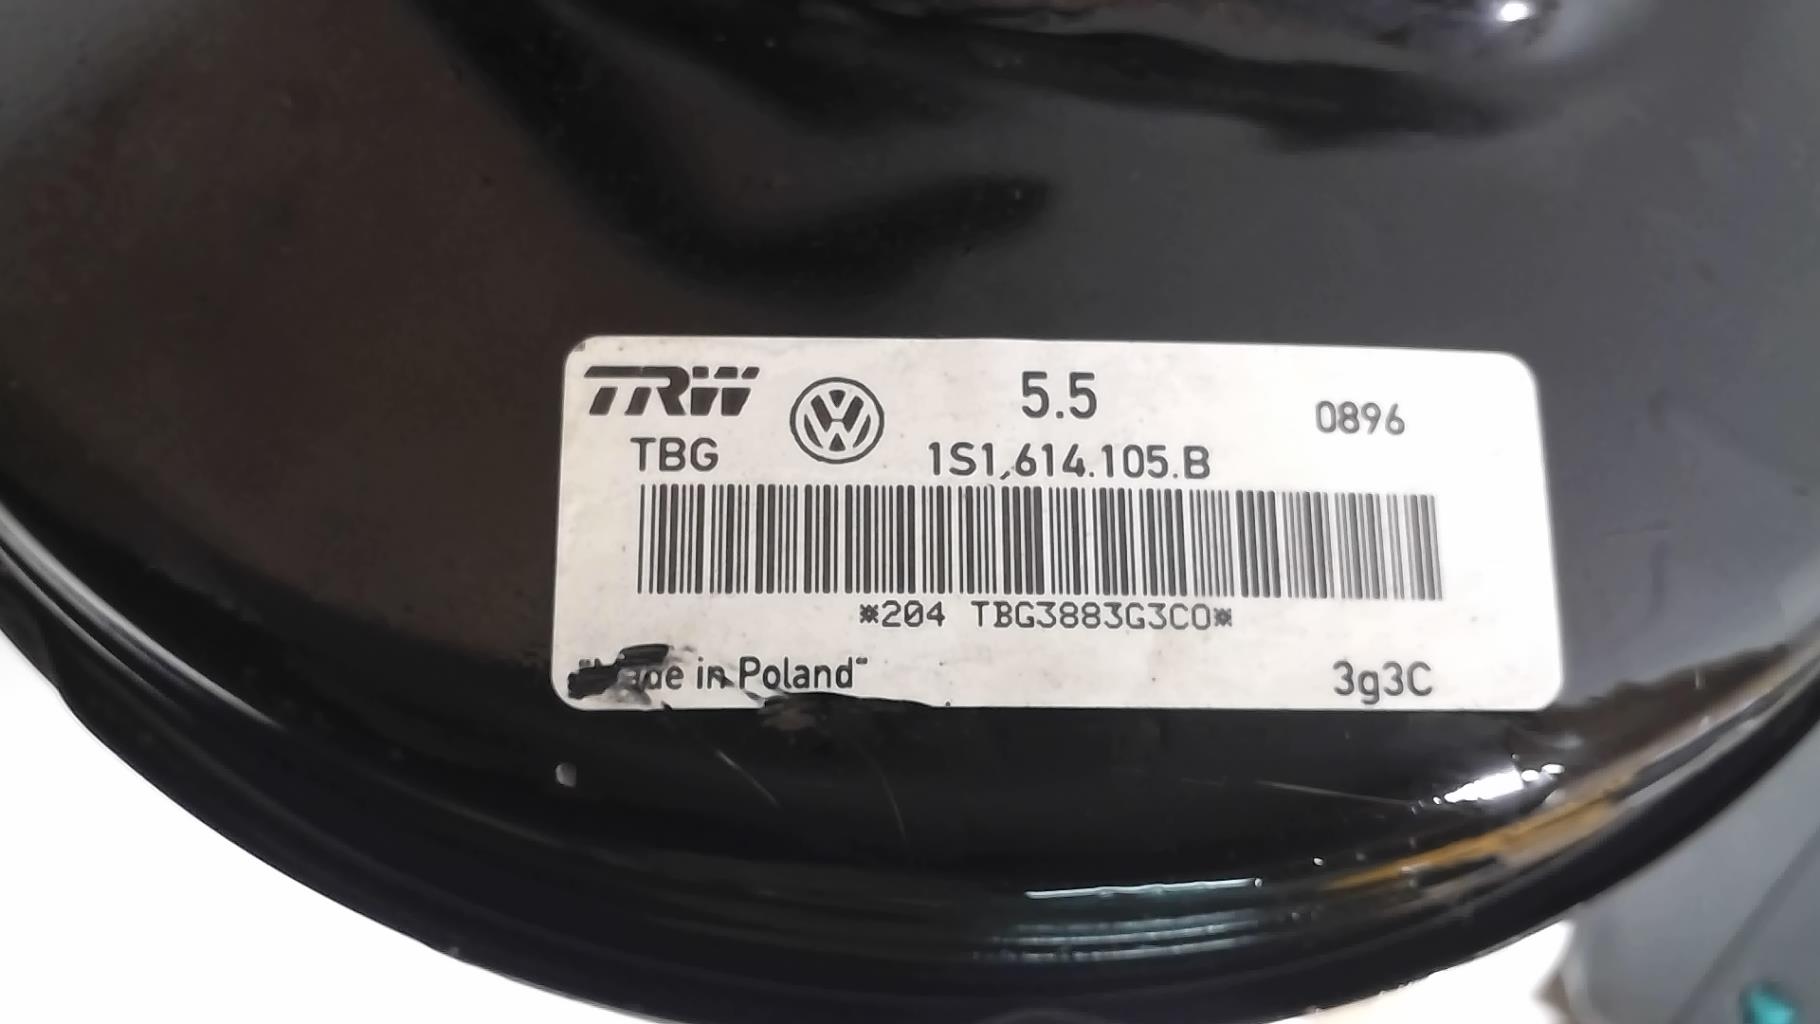 TRW 5.5 0896
TBG 1S1.614.105.B
*204 TBG3883G3C0*
in Poland"
3g3C